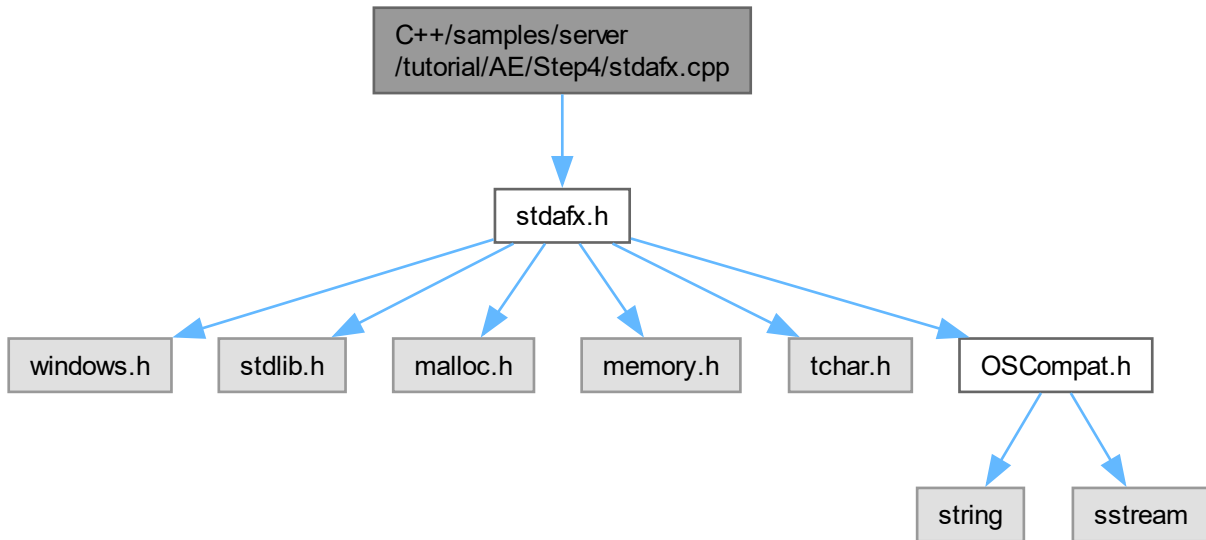 C++/samples/server
/tutorial/AE/Step4/stdafx.cpp
stdafx.h
windows.h
stdlib.h
malloc.h
memory.h
tchar.h
OSCompat.h
string
sstream